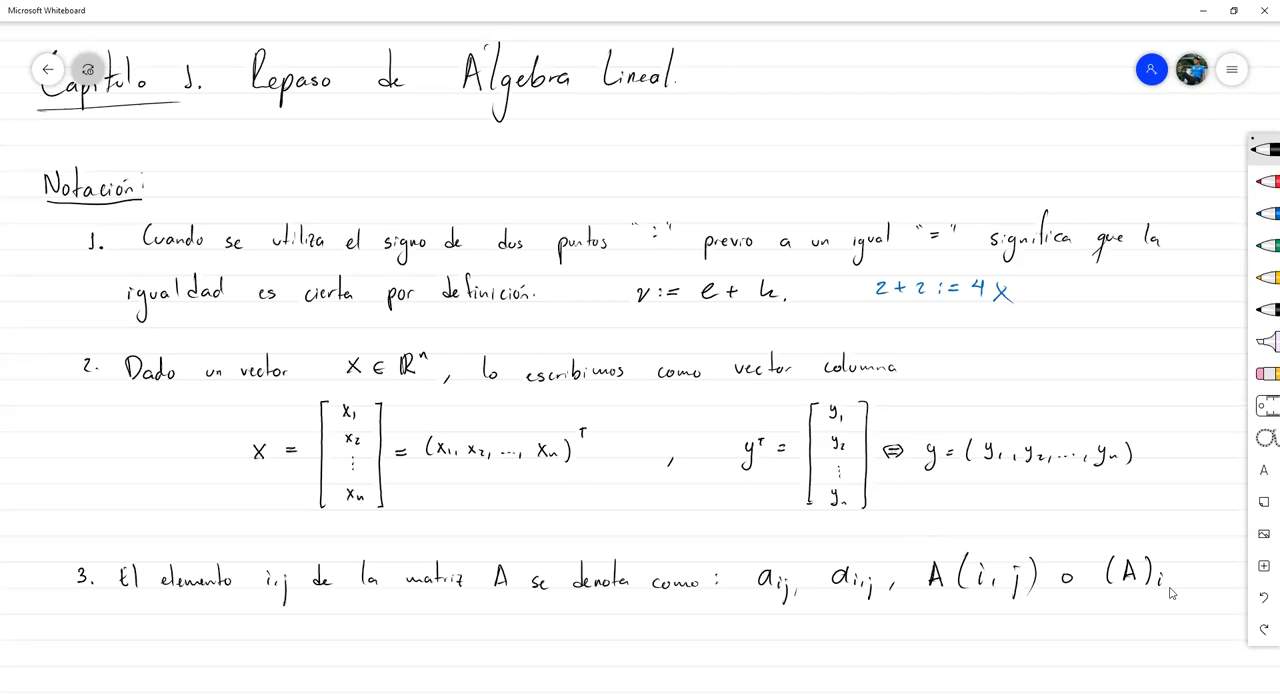 Microsoft Whiteboard
Capítulo 1. Repaso de Álgebra Lineal.
Notación:
1. Cuando se utiliza el signo de dos puntos " : " previo a un igual " = " significa que la
igualdad es cierta por definición. r := e + h. 2 + 2 := 4 X
2. Dado un vector X ∈ ℝⁿ, lo escribimos como vector columna
X = [x₁ x₂ ⋮ xₙ] = (x₁, x₂, ..., xₙ)ᵀ , yᵀ = [y₁ y₂ ⋮ yₙ] ⇔ y = (y₁, y₂, ..., yₙ)
3. El elemento i,j de la matriz A se denota como: aᵢⱼ, aᵢ,ⱼ, A(i, j) o (A)ᵢ
A